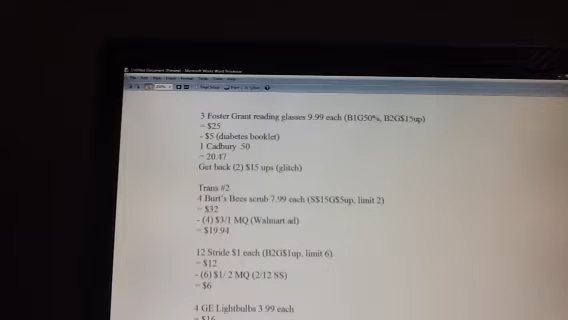 3 Foster Grant reading glasses 9.99 each (B1G50%, B2G$15up)
= $25
- $5 (diabetes booklet)
1 Cadbury .50
= 20.47
Get back (2) $15 ups (glitch)
Trans #2
4 Burt's Bees scrub 7.99 each (S$15G$5up, limit 2)
= $32
- (4) $3/1 MQ (Walmart ad)
= $19.94
12 Stride $1 each (B2G$1up, limit 6)
= $12
- (6) $1/ 2 MQ (2/12 SS)
= $6
4 GE Lightbulbs 3.99 each
= $16